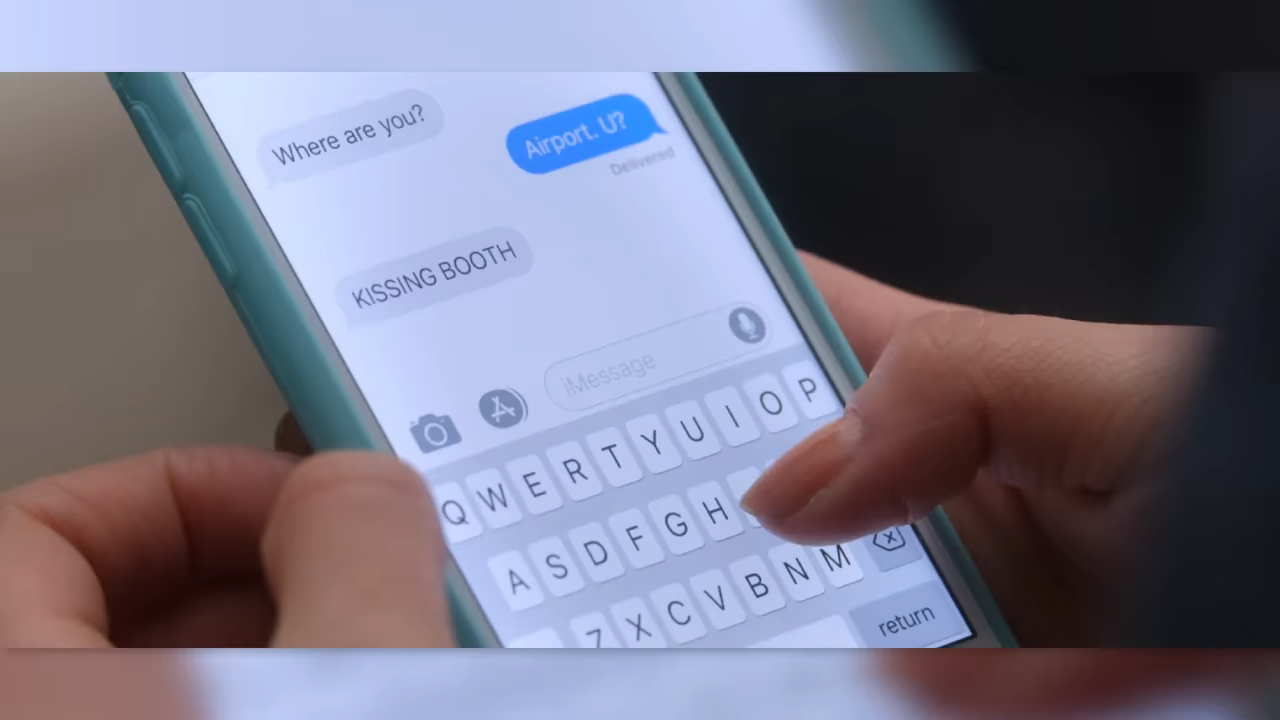 Where are you?
Airport. U?
Delivered
KISSING BOOTH
iMessage
Q W E R T Y U I O P
A S D F G H
Z X C V B N M
return